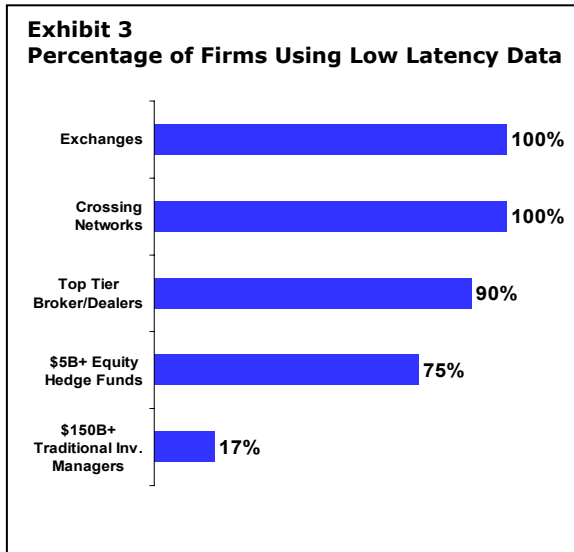 Exhibit 3
Percentage of Firms Using Low Latency Data
Exchanges
100%
Crossing
Networks
100%
Top Tier
Broker/Dealers
90%
$5B+ Equity
Hedge Funds
75%
$150B+
Traditional Inv.
Managers
17%